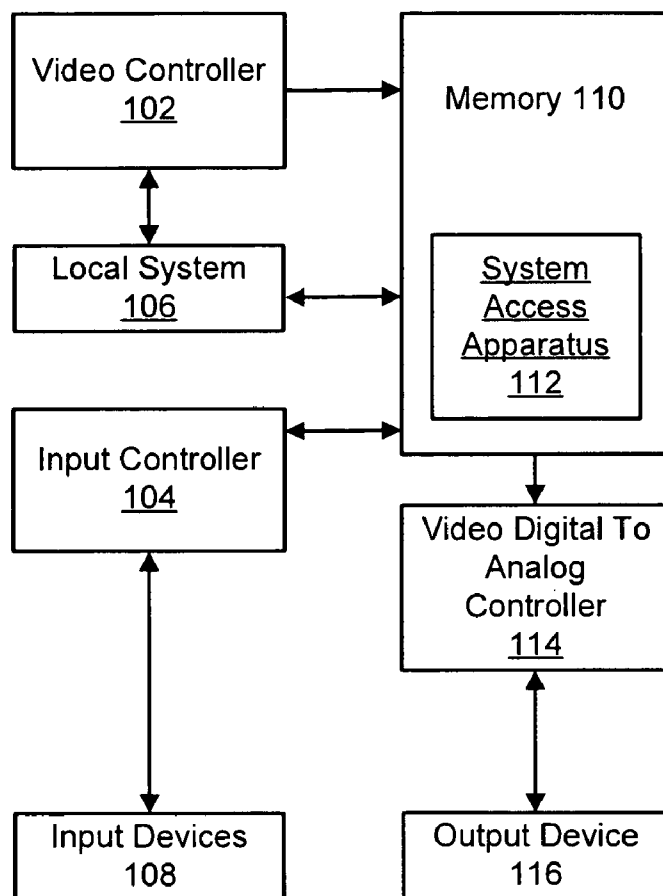 Video Controller
102
Memory 110
Local System
106
System
Access
Apparatus
112
Input Controller
104
Video Digital To
Analog
Controller
114
Input Devices
108
Output Device
116